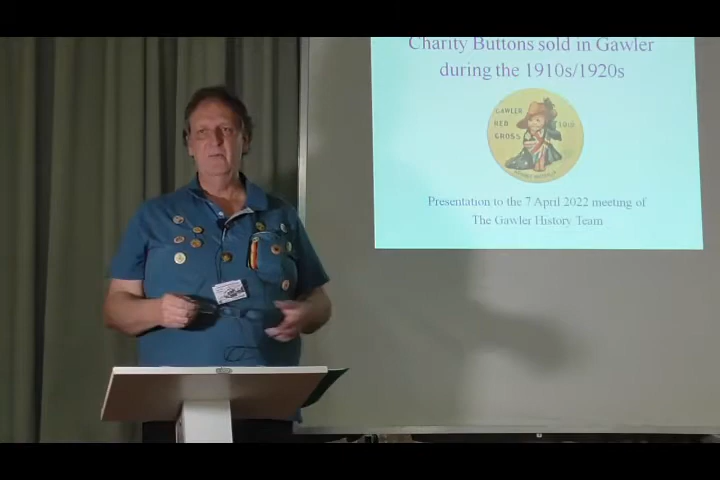 Charity Buttons sold in Gawler
during the 1910s/1920s
GAWLER
RED
CROSS
1919
Presentation to the 7 April 2022 meeting of
The Gawler History Team